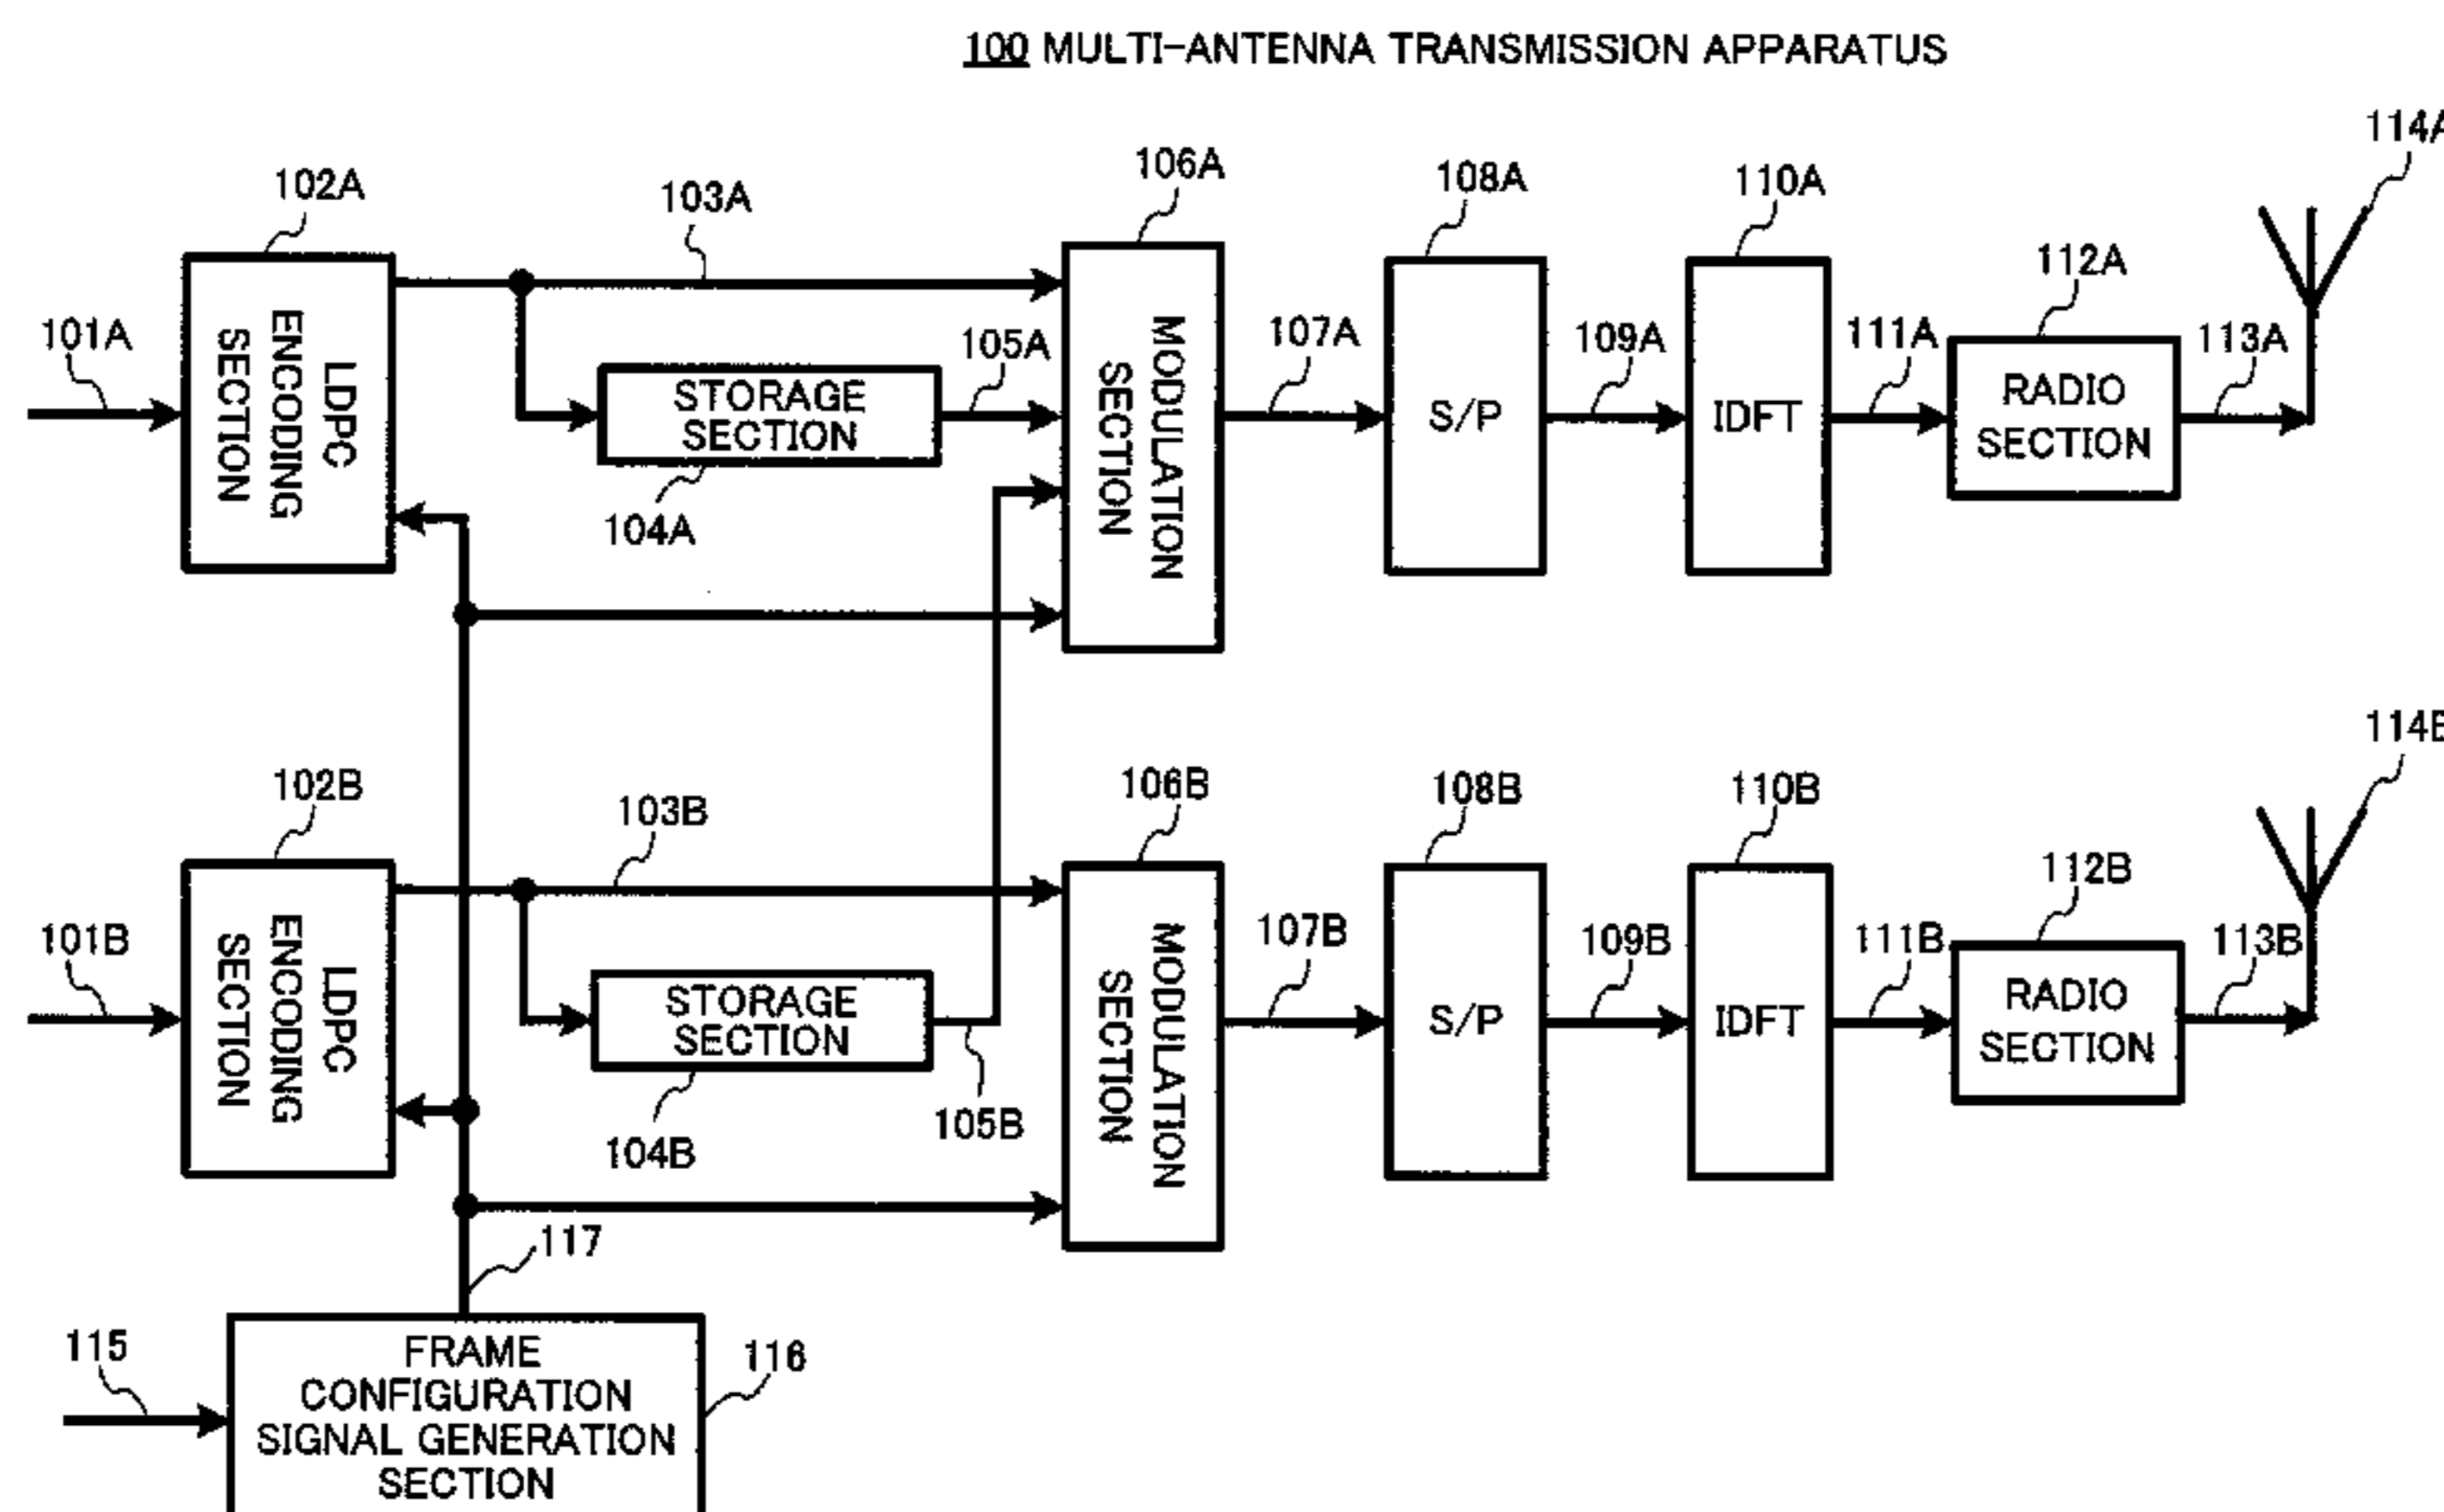 100 MULTI-ANTENNA TRANSMISSION APPARATUS
114A
102A
103A
106A
108A
110A
112A
101A
LDPC
ENCODING
SECTION
STORAGE
SECTION
105A
104A
MODULATION
SECTION
107A
S/P
109A
IDFT
111A
RADIO
SECTION
113A
114B
102B
103B
106B
108B
110B
112B
101B
LDPC
ENCODING
SECTION
STORAGE
SECTION
105B
104B
MODULATION
SECTION
107B
S/P
109B
IDFT
111B
RADIO
SECTION
113B
117
115
FRAME
CONFIGURATION
SIGNAL GENERATION
SECTION
116